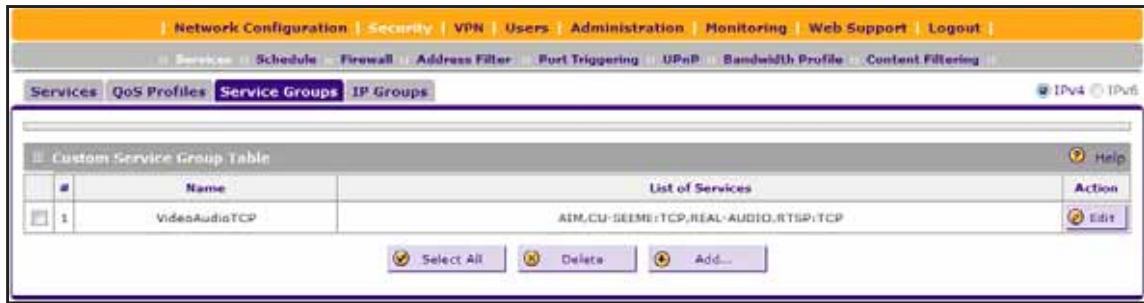 Network Configuration | Security | VPN | Users | Administration | Monitoring | Web Support | Logout
Services Schedule Firewall Address Filter Port Triggering UPnP Bandwidth Profile Content Filtering
Services QoS Profiles Service Groups IP Groups IPv4 IPv6
Custom Service Group Table Help
# Name List of Services Action
1 VideoAudioTCP AIM,CU-SEEME:TCP,REAL-AUDIO,RTSP:TCP Edit
Select All Delete Add...